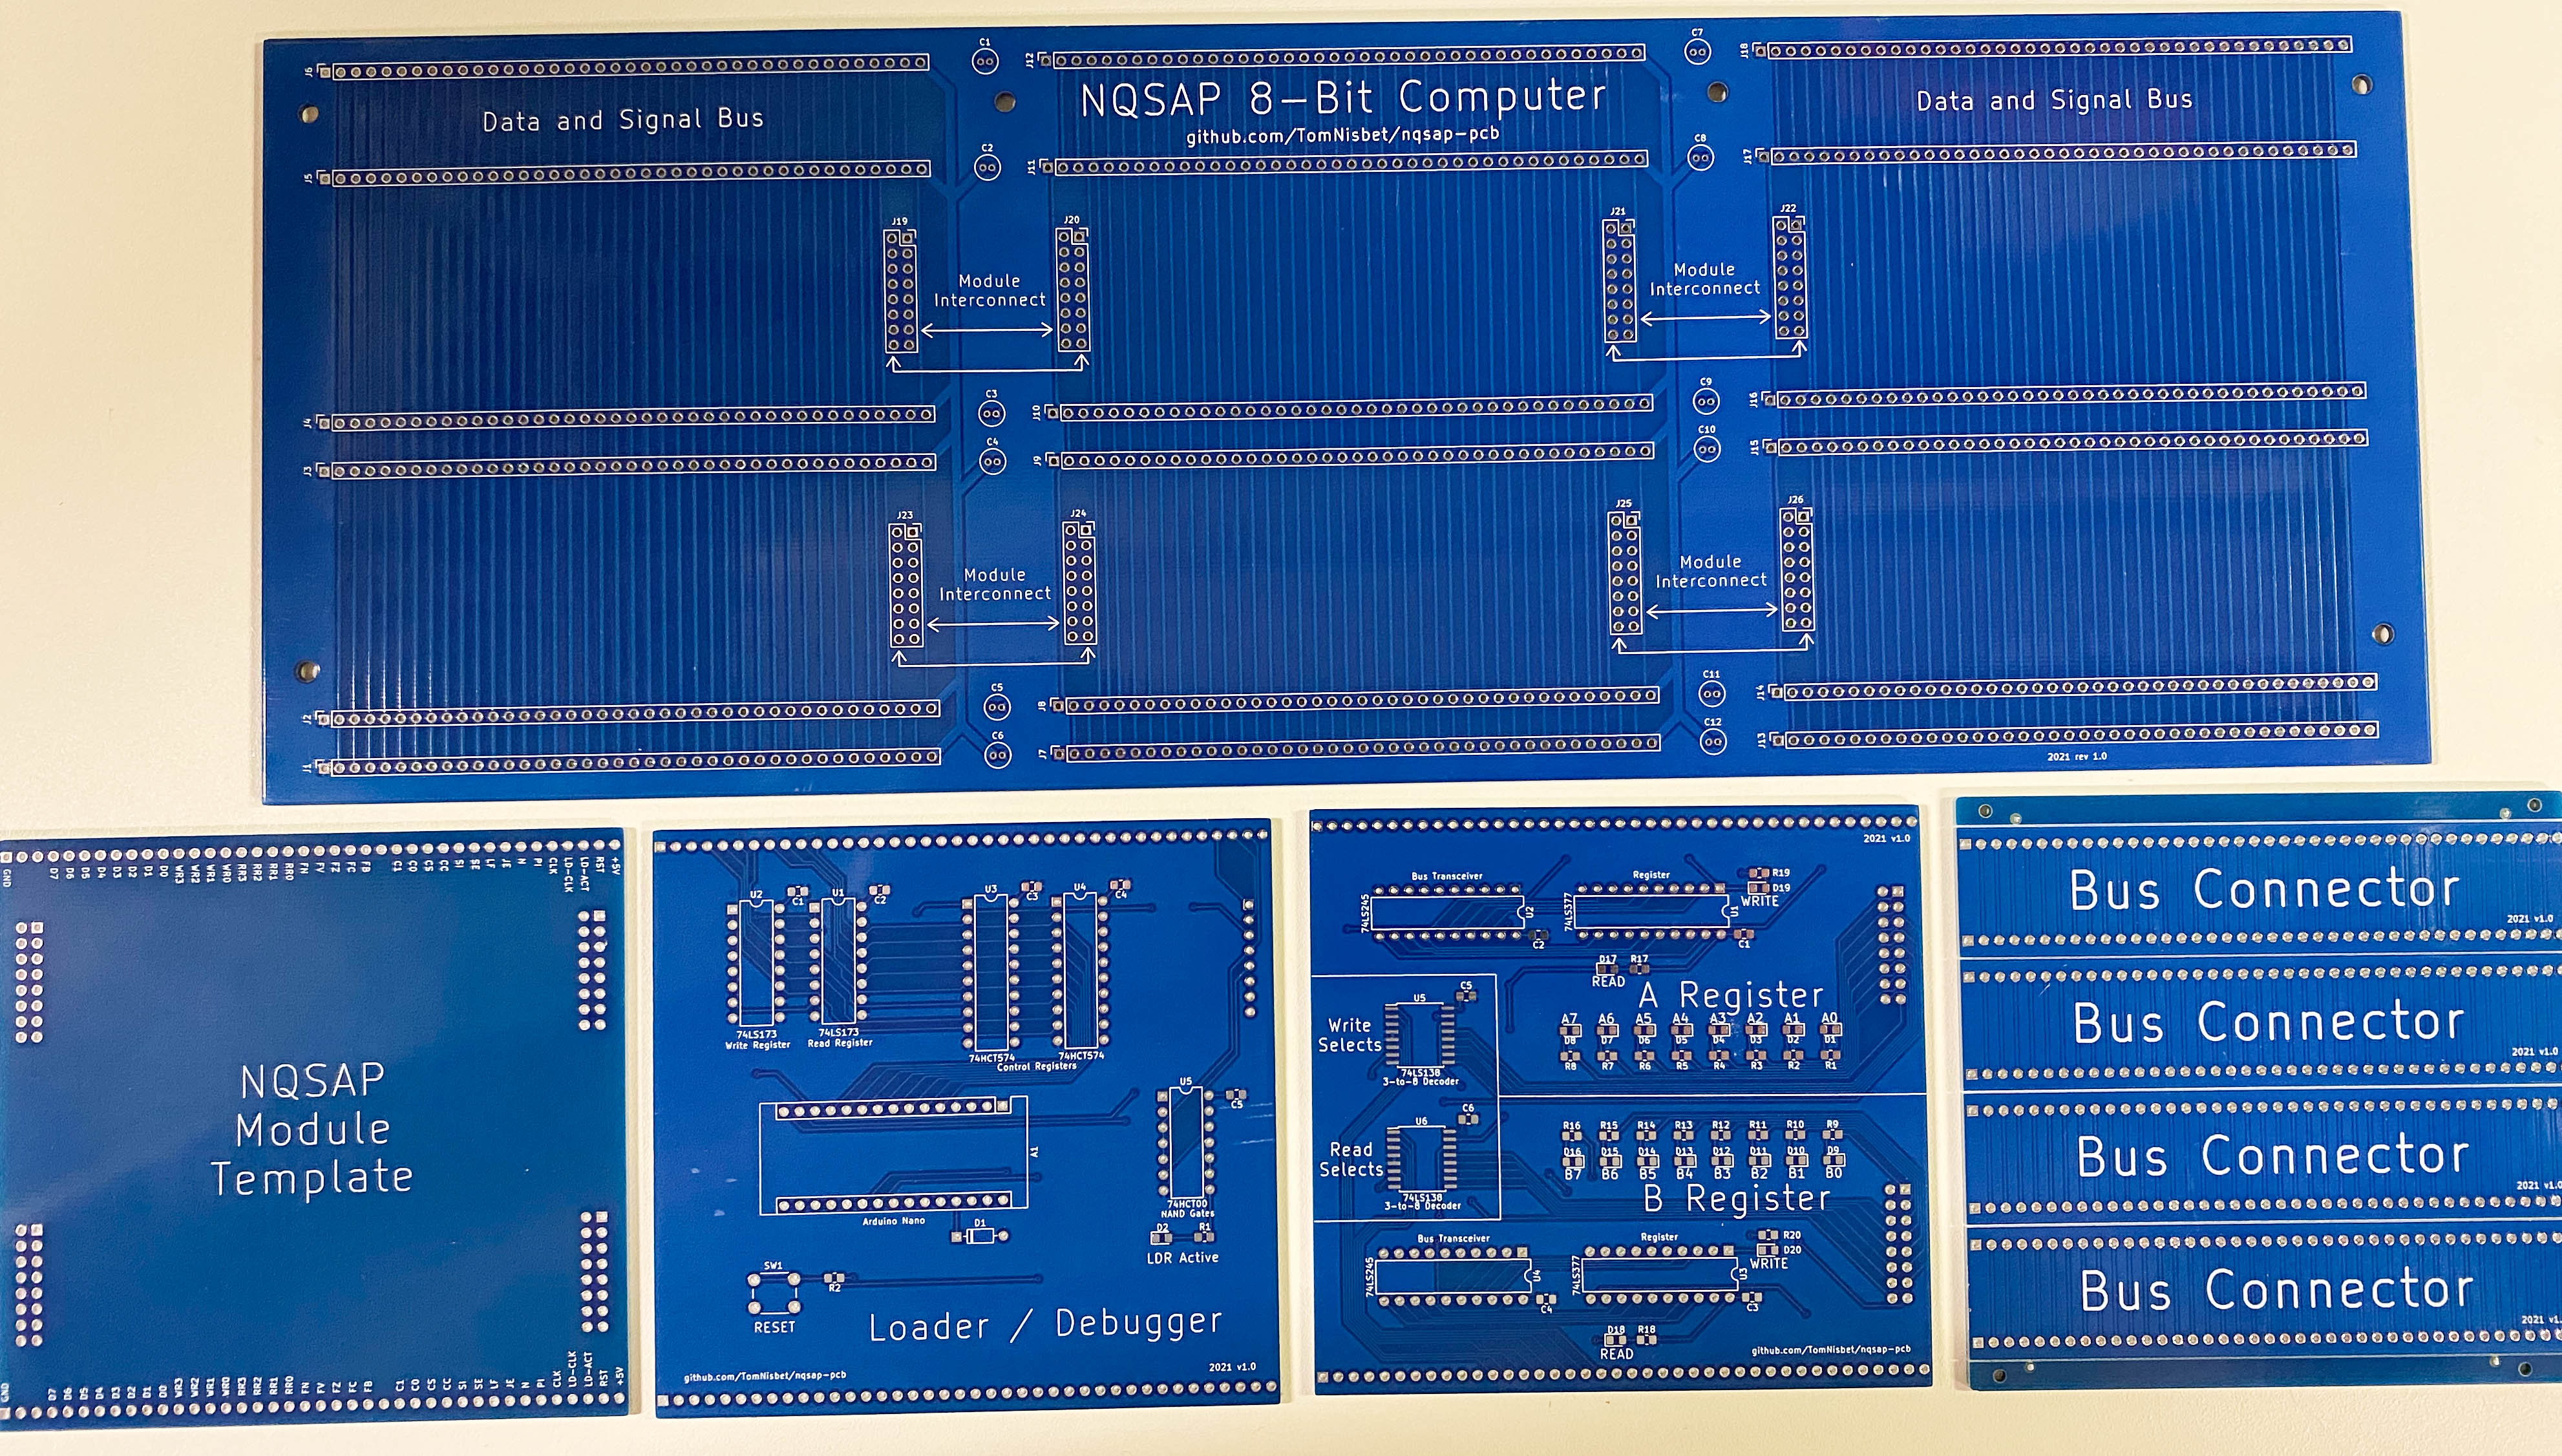 J6
C1
J12
C7
J18
Data and Signal Bus
NQSAP 8-Bit Computer
github.com/TomNisbet/nqsap-pcb
Data and Signal Bus
J5
C2
J11
C8
J17
J19
J20
J21
J22
Module
Interconnect
Module
Interconnect
J4
C3
J10
C9
J16
J3
C4
J9
C10
J15
J23
J24
J25
J26
Module
Interconnect
Module
Interconnect
J2
C5
J8
C11
J14
J1
C6
J7
C12
J13
2021 rev 1.0
GND D7 D6 D5 D4 D3 D2 D1 D0 WR3 WR2 WR1 WR0 RR3 RR2 RR1 RR0 FN FV FZ FC FB C1 C0 CS CC SI SE LF JE N PI CLK LD-CLK LD-ACT RST +5V
NQSAP
Module
Template
GND D7 D6 D5 D4 D3 D2 D1 D0 WR3 WR2 WR1 WR0 RR3 RR2 RR1 RR0 FN FV FZ FC FB C1 C0 CS CC SI SE LF JE N PI CLK LD-CLK LD-ACT RST +5V
U2 C1 U1 C2 U3 C3 U4 C4
74LS173
Write Register
74LS173
Read Register
74HCT574
74HCT574
Control Registers
U5
C5
A1
Arduino Nano
D1
74HCT00
NAND Gates
D2 R1
LDR Active
SW1
R2
RESET
Loader / Debugger
github.com/TomNisbet/nqsap-pcb
2021 v1.0
2021 v1.0
Bus Transceiver
Register
R19
D19
WRITE
74LS245
U2
74LS377
U1
C2
C1
D17 R17
READ
A Register
A7 A6 A5 A4 A3 A2 A1 A0
D8 D7 D6 D5 D4 D3 D2 D1
R8 R7 R6 R5 R4 R3 R2 R1
Write
Selects
U5
C5
74LS138
3-to-8 Decoder
Read
Selects
U6
C6
74LS138
3-to-8 Decoder
R16 R15 R14 R13 R12 R11 R10 R9
D16 D15 D14 D13 D12 D11 D10 D9
B7 B6 B5 B4 B3 B2 B1 B0
B Register
Bus Transceiver
Register
R20
D20
WRITE
74LS245
U4
74LS377
U3
C4
C3
D18 R18
READ
github.com/TomNisbet/nqsap-pcb
Bus Connector
2021 v1.0
Bus Connector
2021 v1.0
Bus Connector
2021 v1.0
Bus Connector
2021 v1.